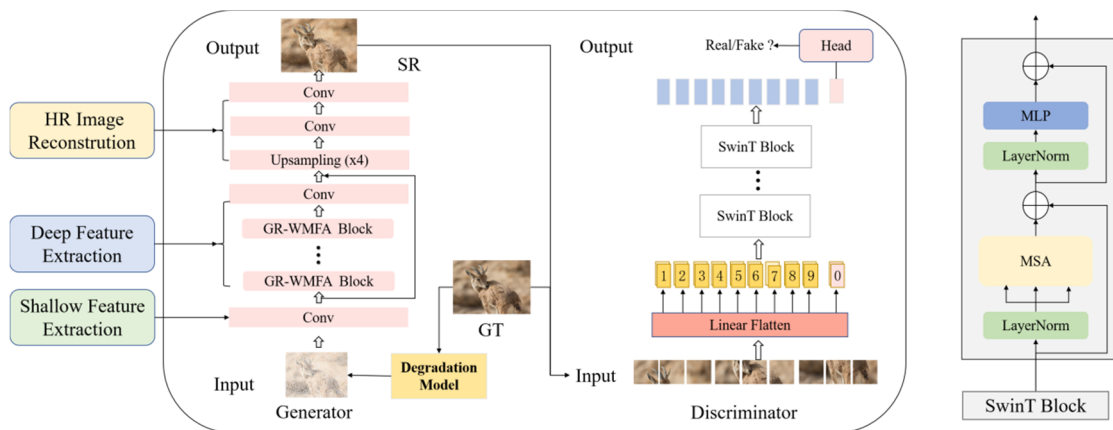 Output
SR
Conv
Conv
Upsampling (x4)
Conv
GR-WMFA Block
GR-WMFA Block
Conv
Input
Generator
HR Image
Reconstrution
Deep Feature
Extraction
Shallow Feature
Extraction
GT
Degradation
Model
Output
Real/Fake ?
Head
SwinT Block
SwinT Block
1 2 3 4 5 6 7 8 9 0
Linear Flatten
Input
Discriminator
MLP
LayerNorm
MSA
LayerNorm
SwinT Block